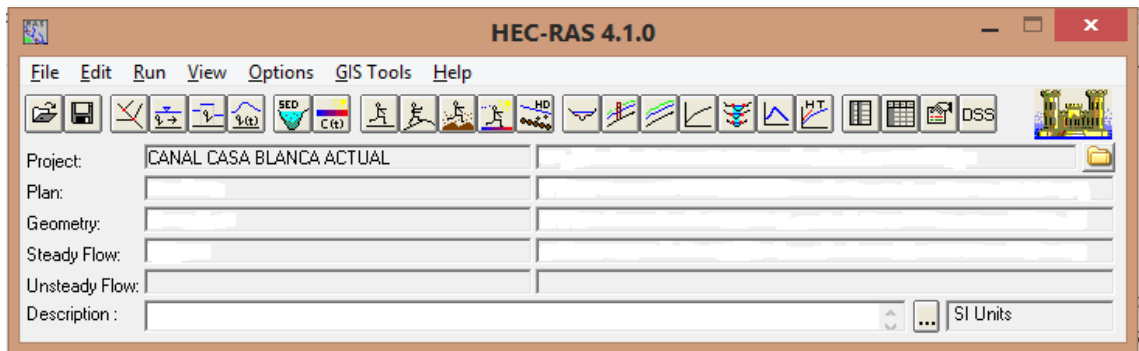 HEC-RAS 4.1.0
File Edit Run View Options GIS Tools Help
SED C(t) HD HT DSS
Project: CANAL CASA BLANCA ACTUAL
Plan:
Geometry:
Steady Flow:
Unsteady Flow:
Description : ... SI Units